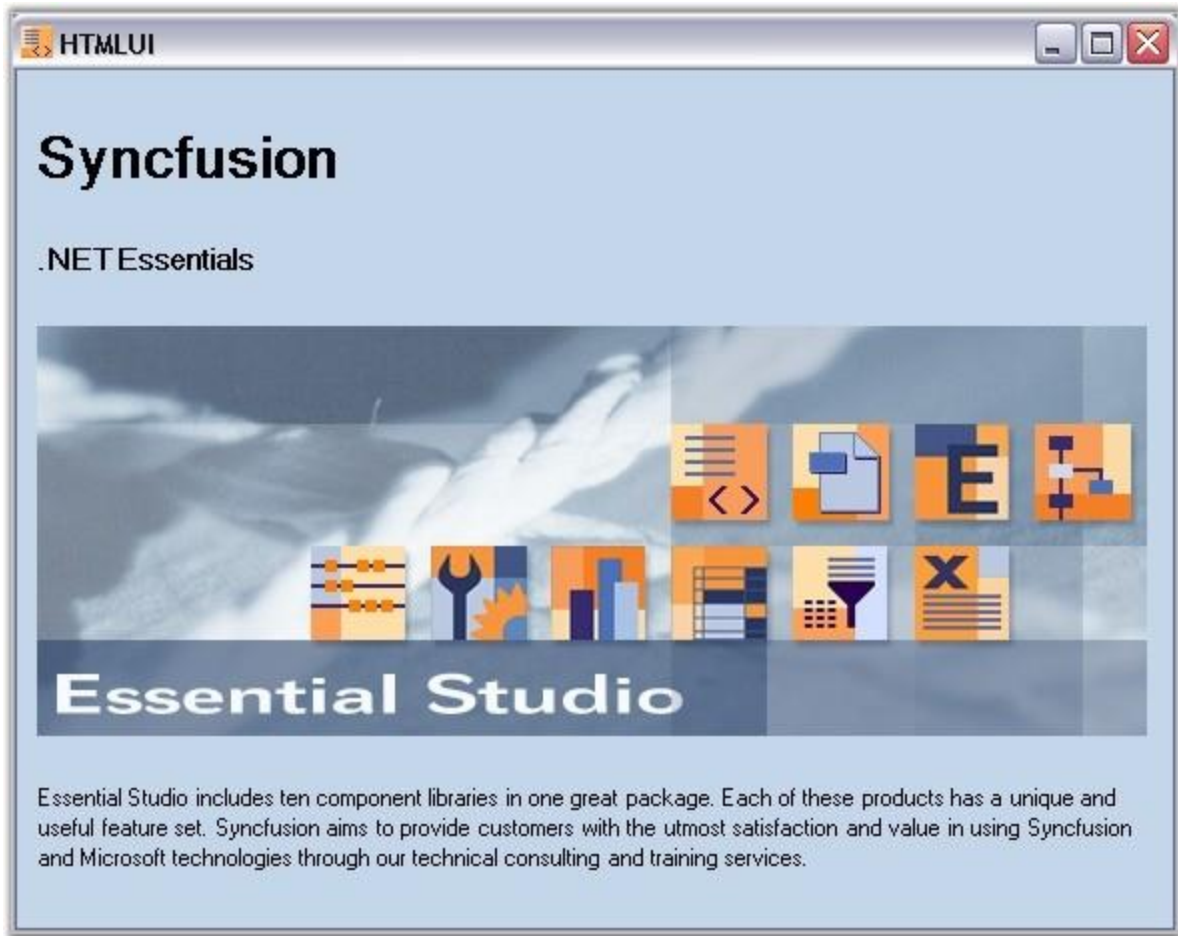 HTMLUI
Syncfusion
.NET Essentials
E
X
Essential Studio
Essential Studio includes ten component libraries in one great package. Each of these products has a unique and
useful feature set. Syncfusion aims to provide customers with the utmost satisfaction and value in using Syncfusion
and Microsoft technologies through our technical consulting and training services.